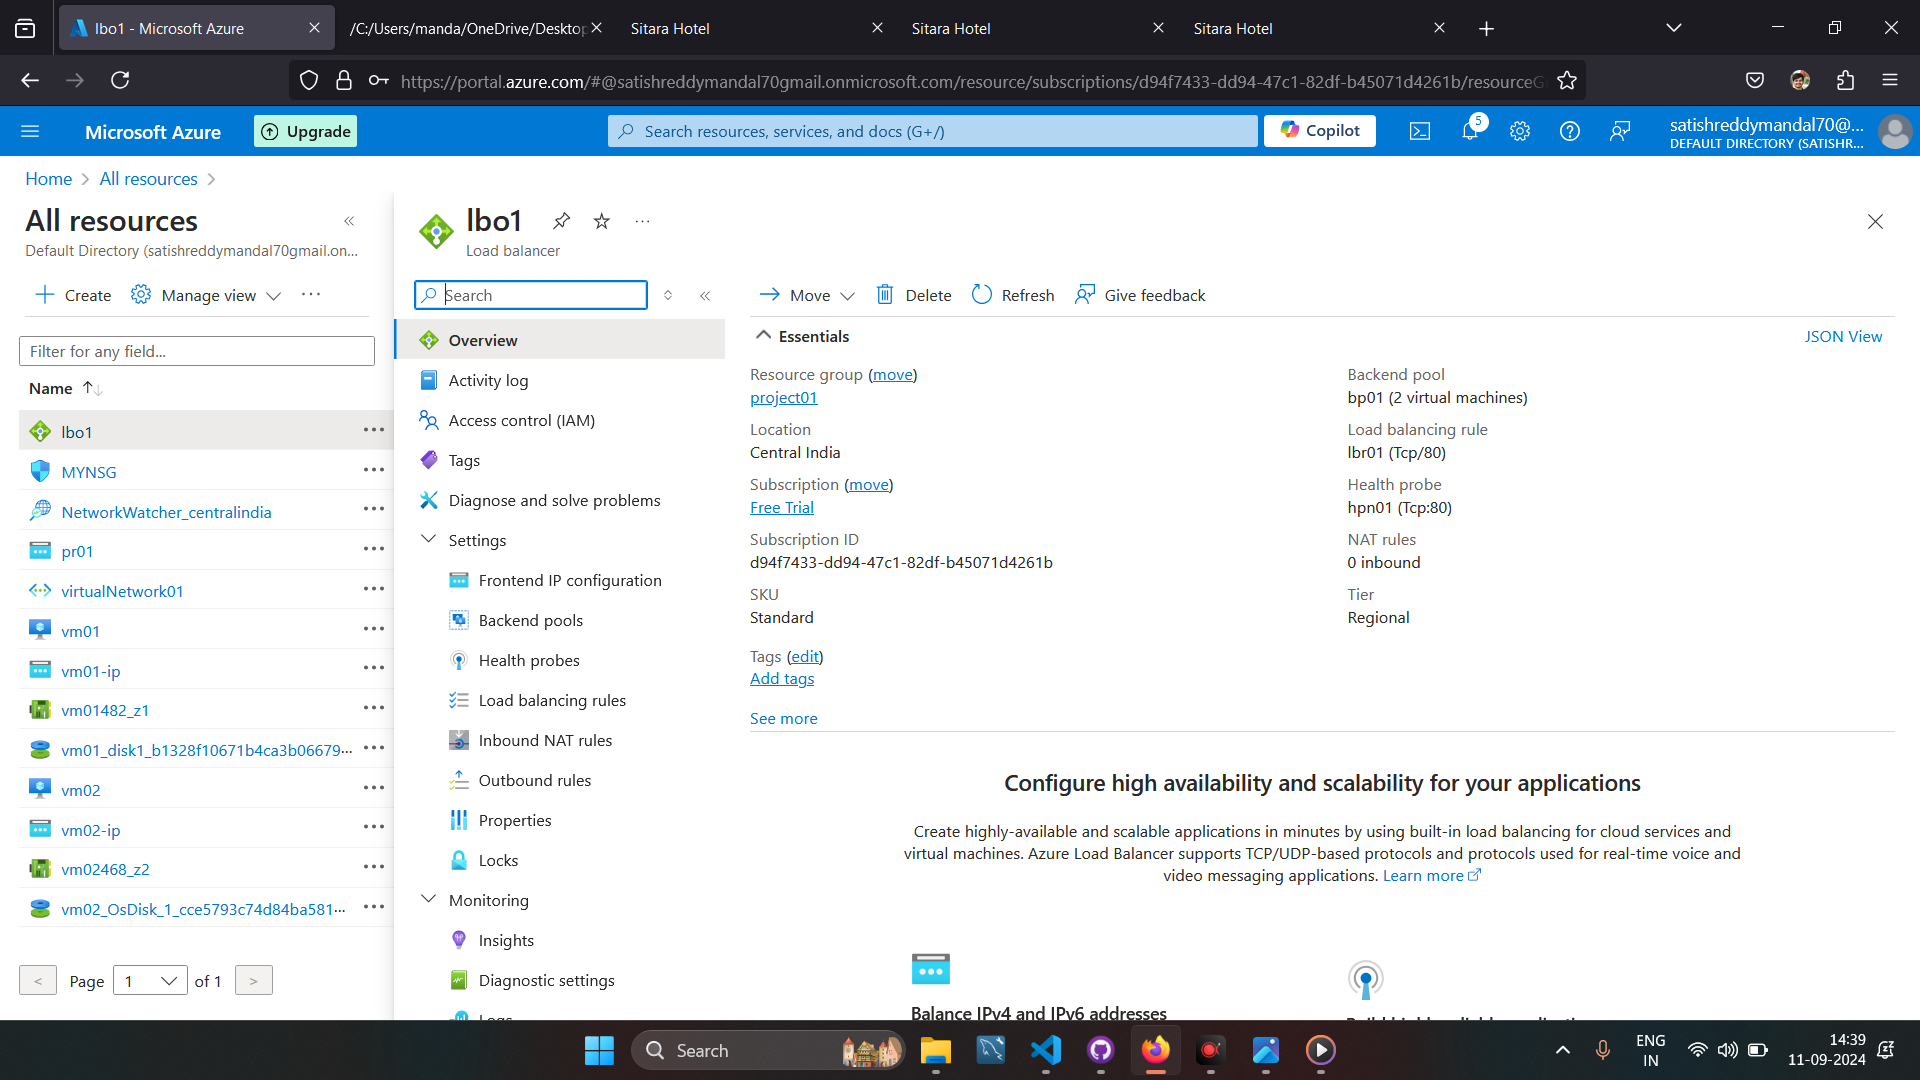 lbo1 - Microsoft Azure
/C:/Users/manda/OneDrive/Desktop
Sitara Hotel
Sitara Hotel
Sitara Hotel
https://portal.azure.com/#@satishreddymandal70gmail.onmicrosoft.com/resource/subscriptions/d94f7433-dd94-47c1-82df-b45071d4261b/resourceG
Microsoft Azure
Upgrade
Search resources, services, and docs (G+/)
Copilot
5
satishreddymandal70@...
DEFAULT DIRECTORY (SATISHR...
Home
All resources
All resources
Default Directory (satishreddymandal70gmail.on...
Create
Manage view
Filter for any field...
Name
lbo1
MYNSG
NetworkWatcher_centralindia
pr01
virtualNetwork01
vm01
vm01-ip
vm01482_z1
vm01_disk1_b1328f10671b4ca3b06679...
vm02
vm02-ip
vm02468_z2
vm02_OsDisk_1_cce5793c74d84ba581...
< Page 1 of 1 >
lbo1
Load balancer
Search
Overview
Activity log
Access control (IAM)
Tags
Diagnose and solve problems
Settings
Frontend IP configuration
Backend pools
Health probes
Load balancing rules
Inbound NAT rules
Outbound rules
Properties
Locks
Monitoring
Insights
Diagnostic settings
Logs
Move
Delete
Refresh
Give feedback
Essentials
JSON View
Resource group (move)
project01
Location
Central India
Subscription (move)
Free Trial
Subscription ID
d94f7433-dd94-47c1-82df-b45071d4261b
SKU
Standard
Tags (edit)
Add tags
See more
Backend pool
bp01 (2 virtual machines)
Load balancing rule
lbr01 (Tcp/80)
Health probe
hpn01 (Tcp:80)
NAT rules
0 inbound
Tier
Regional
Configure high availability and scalability for your applications
Create highly-available and scalable applications in minutes by using built-in load balancing for cloud services and
virtual machines. Azure Load Balancer supports TCP/UDP-based protocols and protocols used for real-time voice and
video messaging applications. Learn more
Balance IPv4 and IPv6 addresses
Search
ENG
IN
14:39
11-09-2024